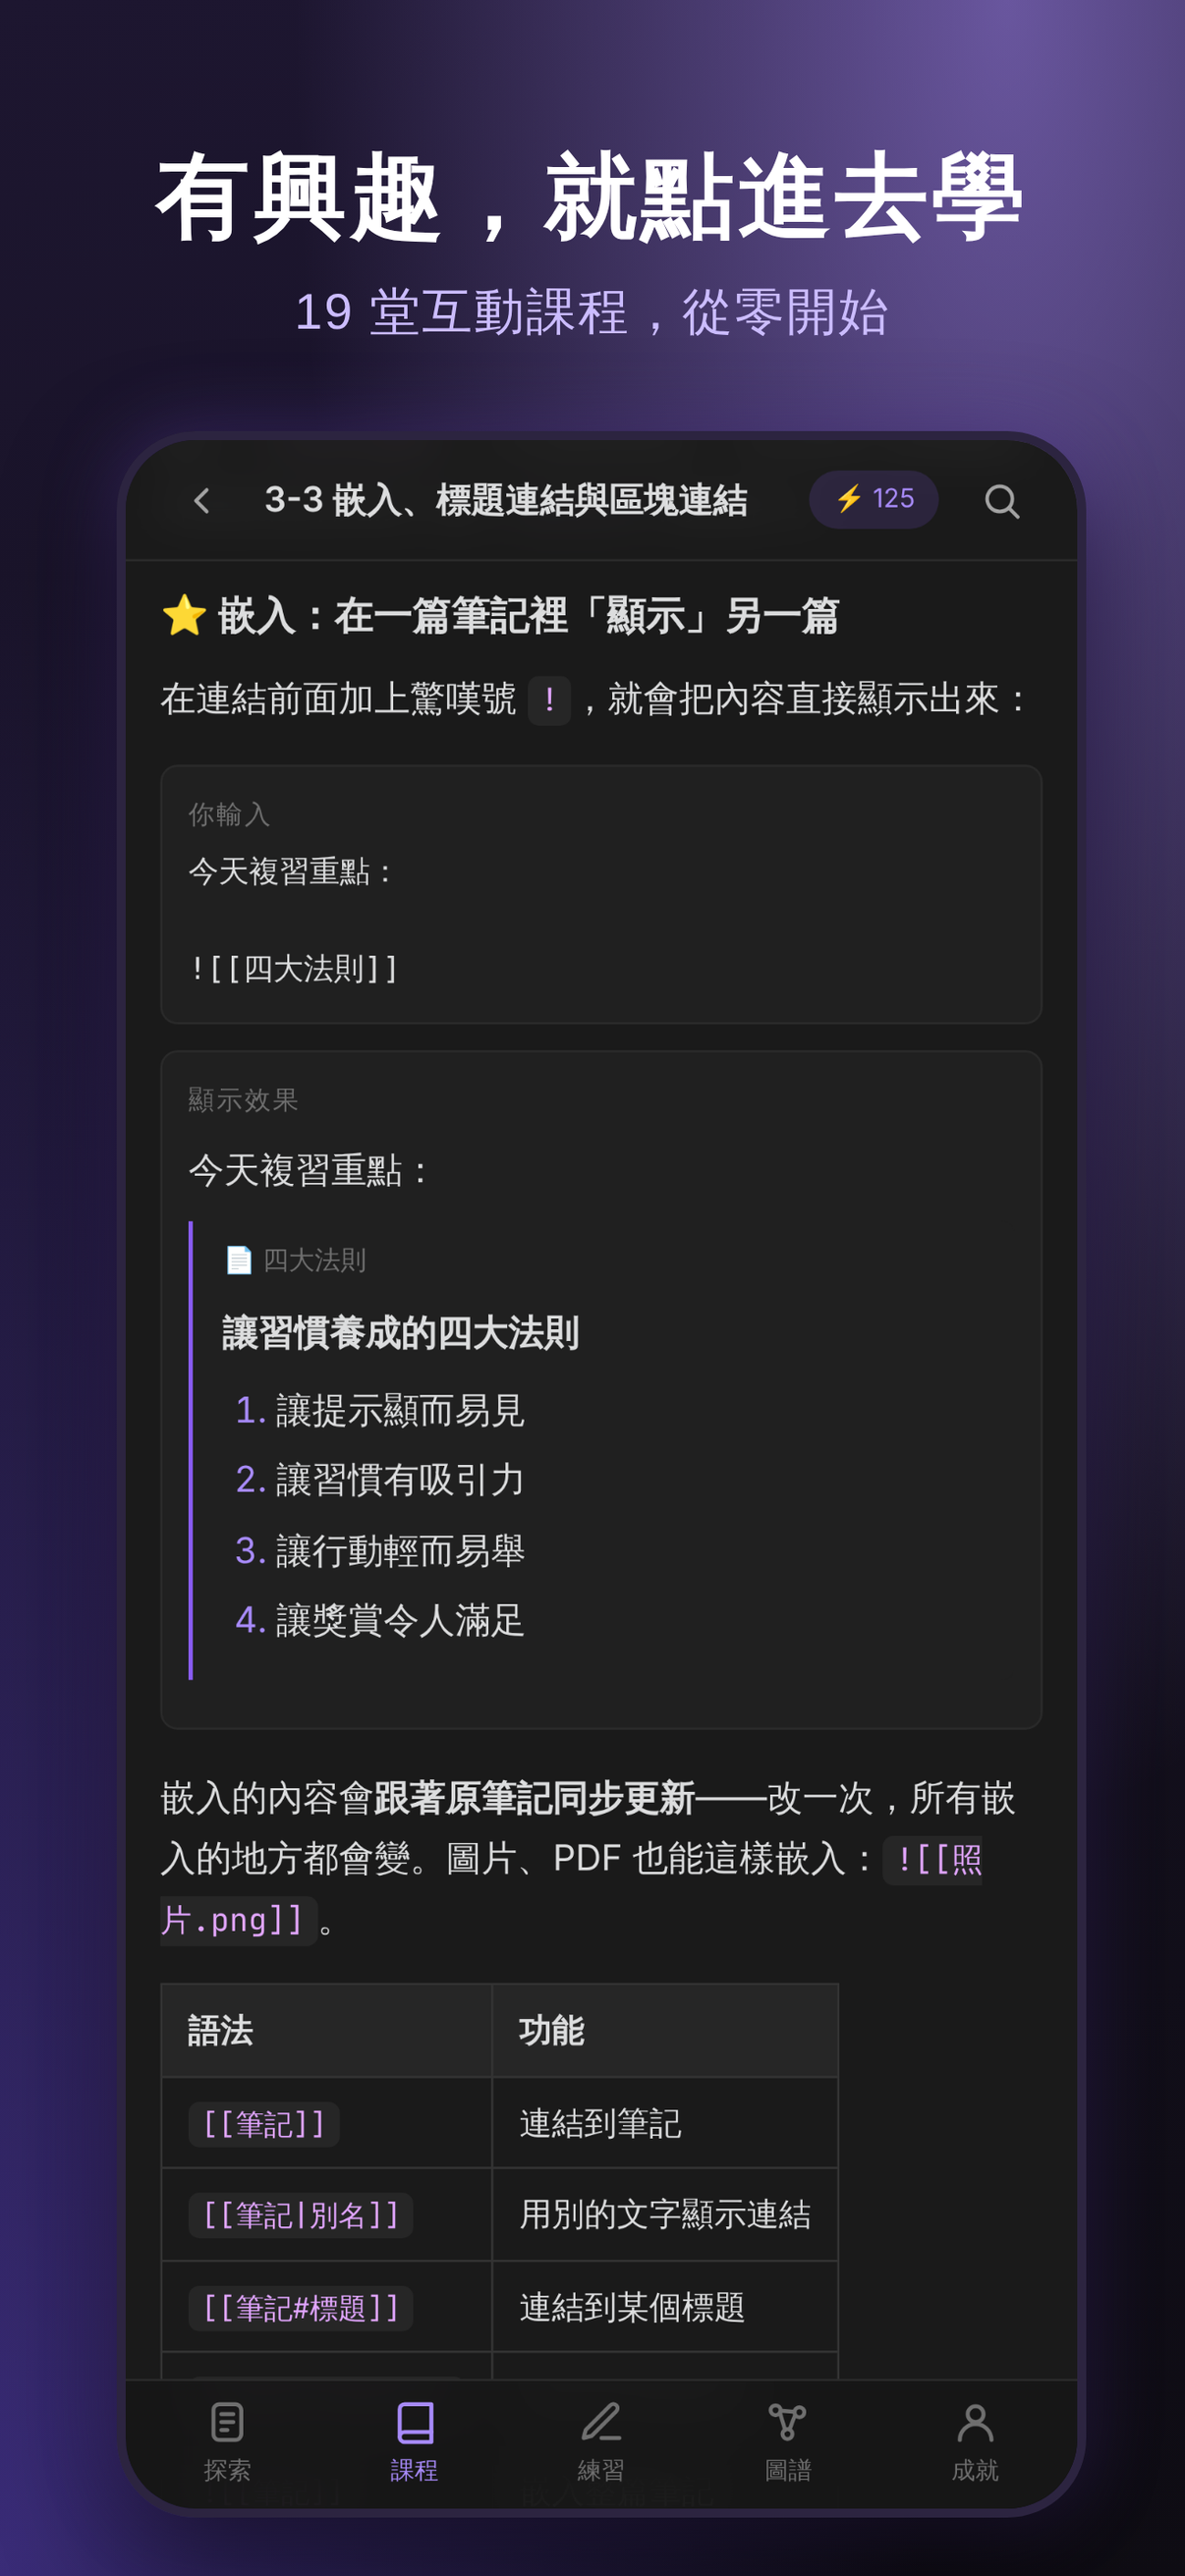 有興趣，就點進去學
19 堂互動課程，從零開始
3-3 嵌入、標題連結與區塊連結
⚡ 125
⭐ 嵌入：在一篇筆記裡「顯示」另一篇
在連結前面加上驚嘆號 ! ，就會把內容直接顯示出來：
你輸入
今天複習重點：
![[四大法則]]
顯示效果
今天複習重點：
📄 四大法則
讓習慣養成的四大法則
1. 讓提示顯而易見
2. 讓習慣有吸引力
3. 讓行動輕而易舉
4. 讓獎賞令人滿足
嵌入的內容會跟著原筆記同步更新——改一次，所有嵌
入的地方都會變。圖片、PDF 也能這樣嵌入： ![[照
片.png]] 。
語法 功能
[[筆記]] 連結到筆記
[[筆記|別名]] 用別的文字顯示連結
[[筆記#標題]] 連結到某個標題
探索 課程 練習 圖譜 成就